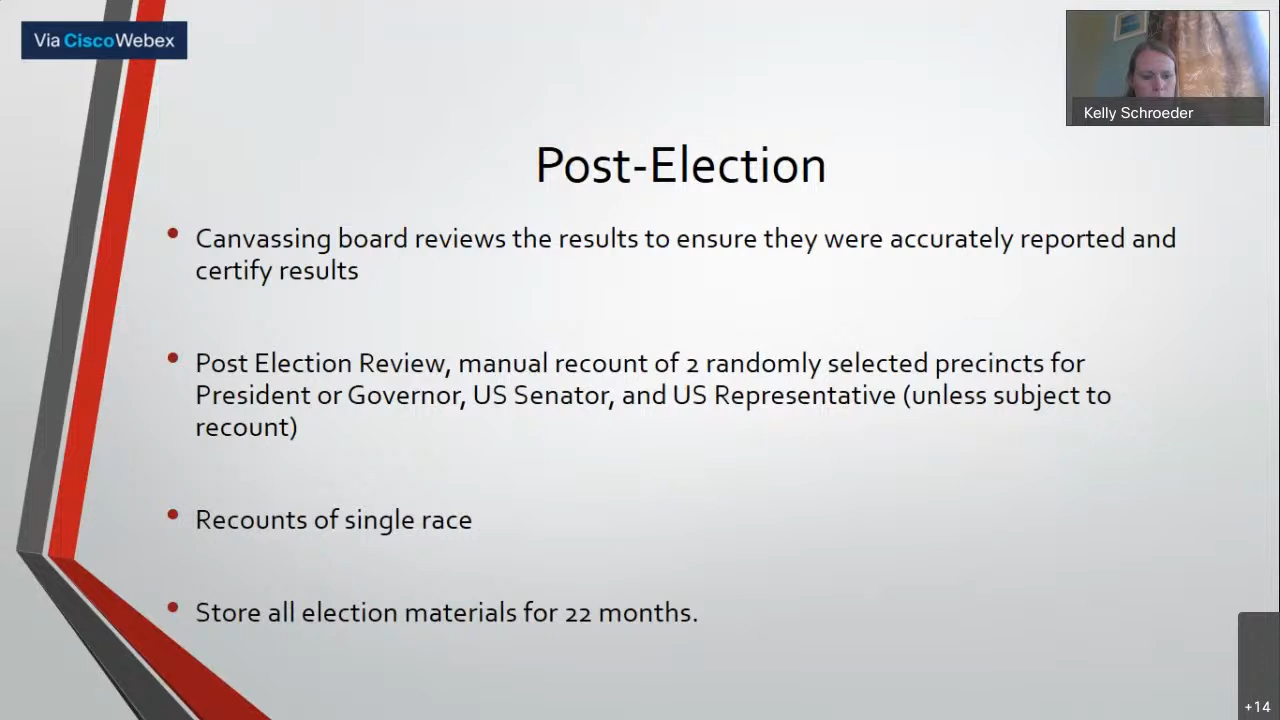 Via Cisco Webex
Kelly Schroeder
Post-Election
• Canvassing board reviews the results to ensure they were accurately reported and
certify results
• Post Election Review, manual recount of 2 randomly selected precincts for
President or Governor, US Senator, and US Representative (unless subject to
recount)
• Recounts of single race
• Store all election materials for 22 months.
+14